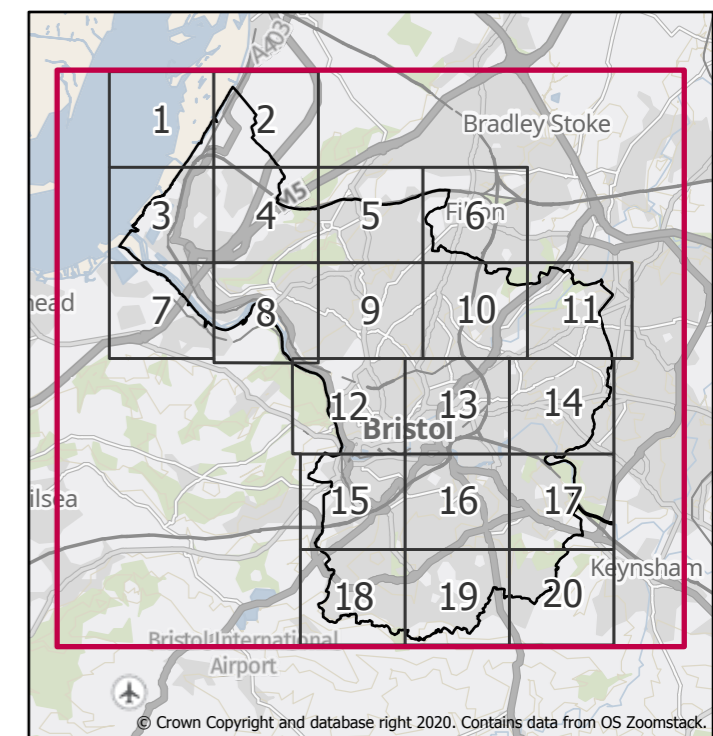 A403
1
2
Bradley Stoke
M5
3
4
5
Filton
6
ead
7
8
9
10
11
12
13
14
Bristol
ilsea
15
16
17
Keynsham
18
19
20
Bristol International
Airport
© Crown Copyright and database right 2020. Contains data from OS Zoomstack.